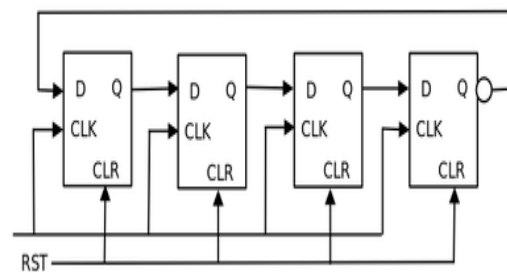 D Q D Q D Q D Q
CLK CLK CLK CLK
CLR CLR CLR CLR
RST